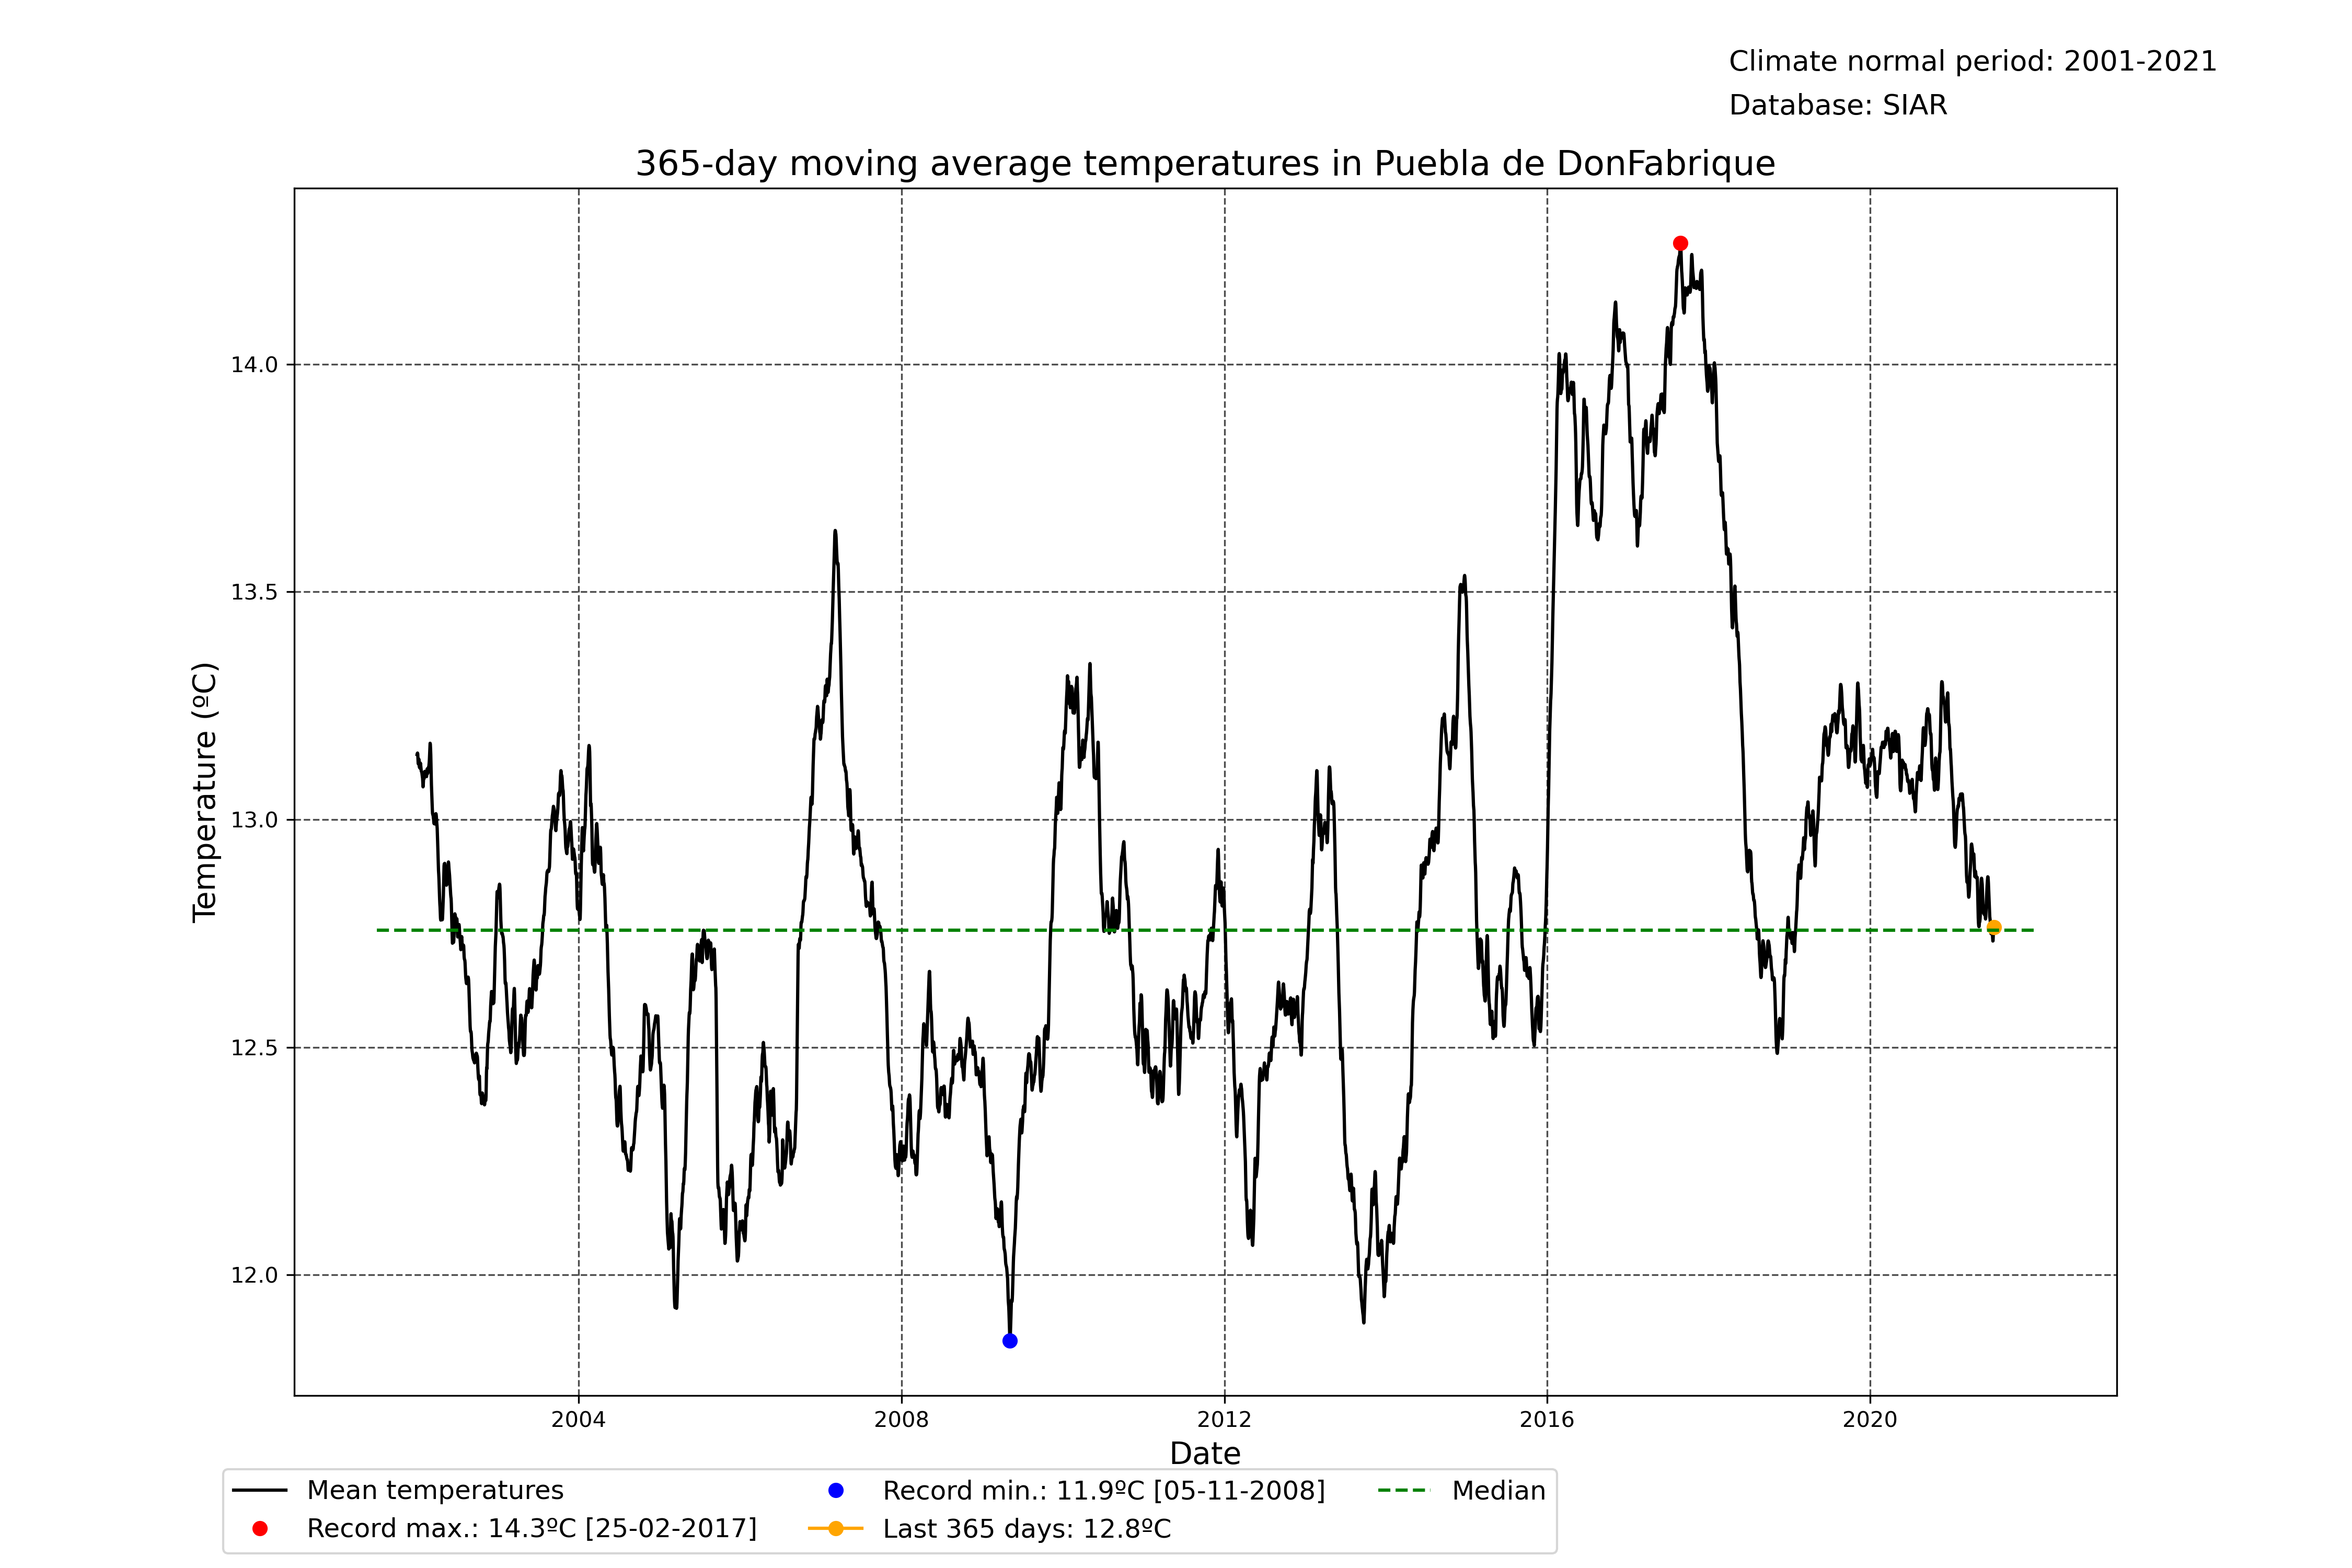 Climate normal period: 2001-2021
Database: SIAR
365-day moving average temperatures in Puebla de DonFabrique
Temperature (ºC)
14.0
13.5
13.0
12.5
12.0
2004 2008 2012 2016 2020
Date
Mean temperatures
Record max.: 14.3ºC [25-02-2017]
Record min.: 11.9ºC [05-11-2008]
Last 365 days: 12.8ºC
Median